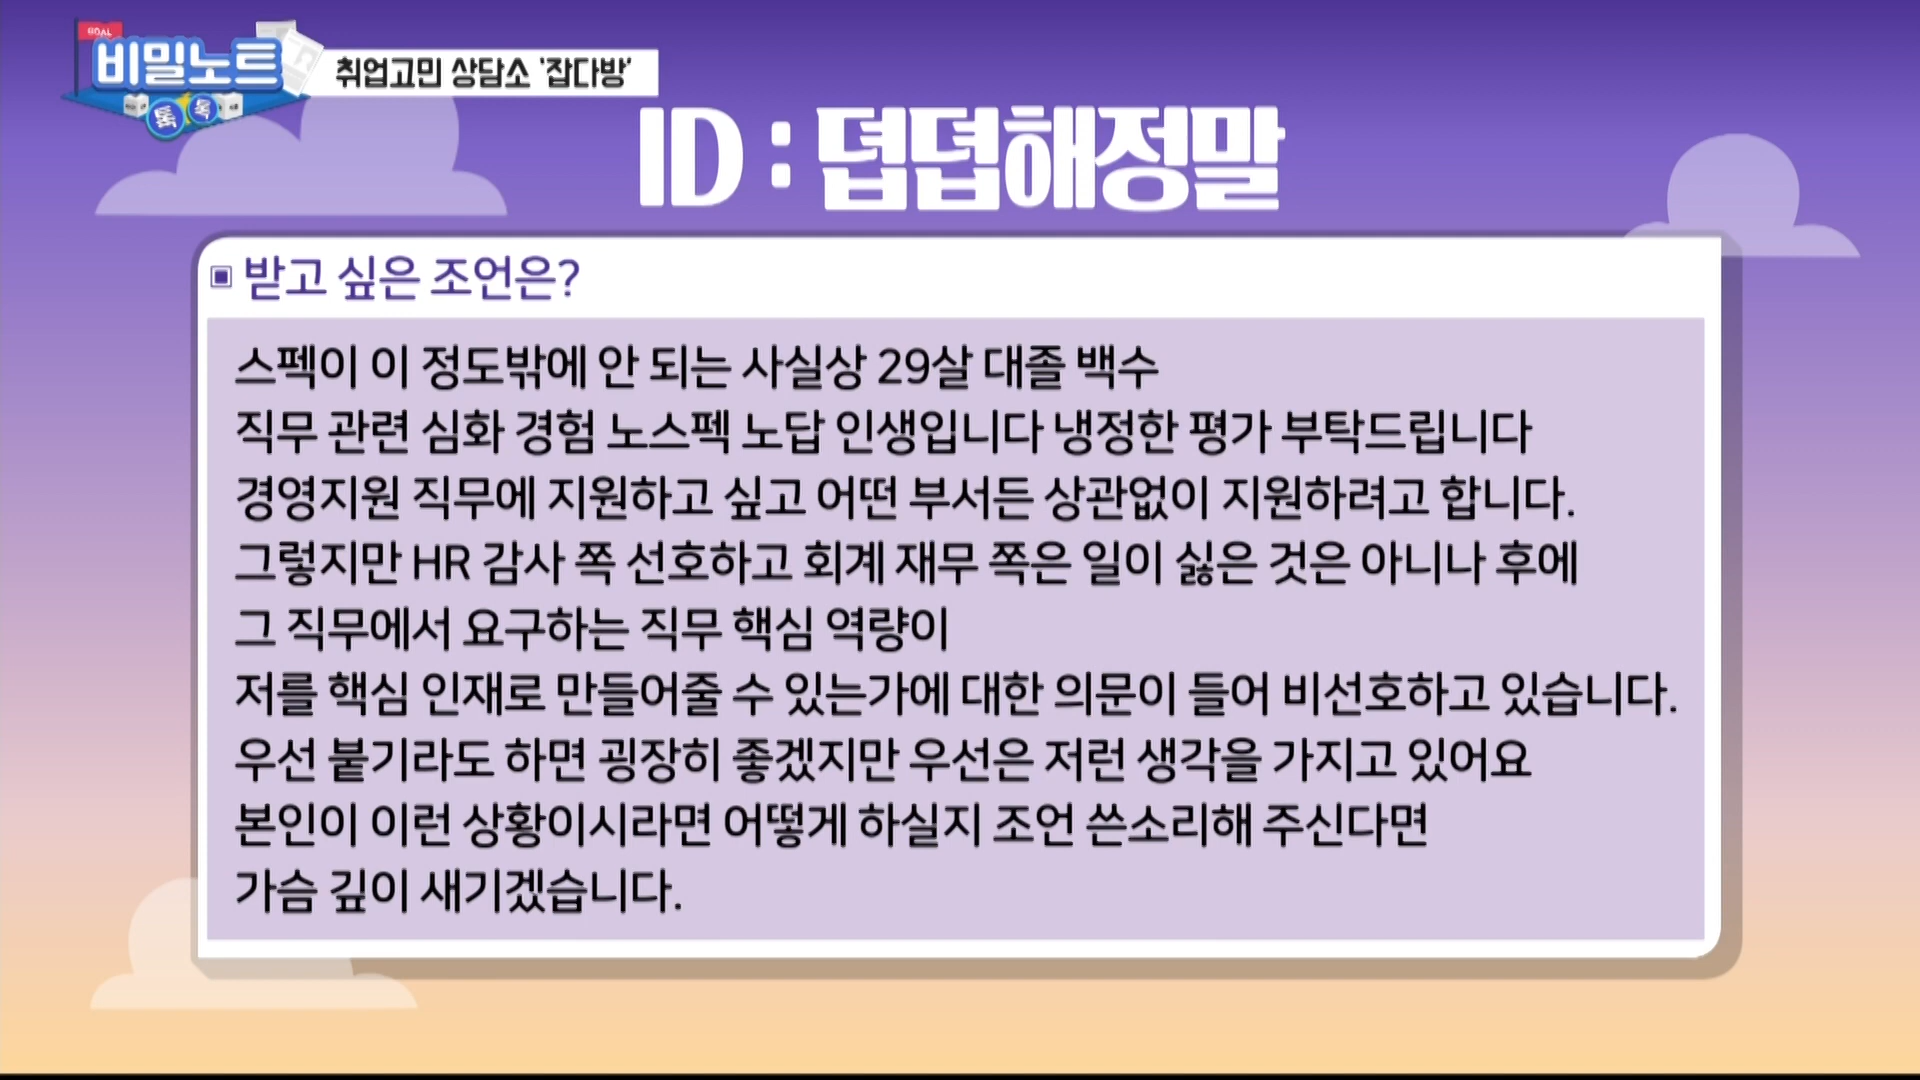 GOAL
비밀노트
톡톡
취업고민 상담소 '잡다방'
ID : 뎝뎝해정말
▣ 받고 싶은 조언은?
스펙이 이 정도밖에 안 되는 사실상 29살 대졸 백수
직무 관련 심화 경험 노스펙 노답 인생입니다 냉정한 평가 부탁드립니다
경영지원 직무에 지원하고 싶고 어떤 부서든 상관없이 지원하려고 합니다.
그렇지만 HR 감사 쪽 선호하고 회계 재무 쪽은 일이 싫은 것은 아니나 후에
그 직무에서 요구하는 직무 핵심 역량이
저를 핵심 인재로 만들어줄 수 있는가에 대한 의문이 들어 비선호하고 있습니다.
우선 붙기라도 하면 굉장히 좋겠지만 우선은 저런 생각을 가지고 있어요
본인이 이런 상황이시라면 어떻게 하실지 조언 쓴소리해 주신다면
가슴 깊이 새기겠습니다.